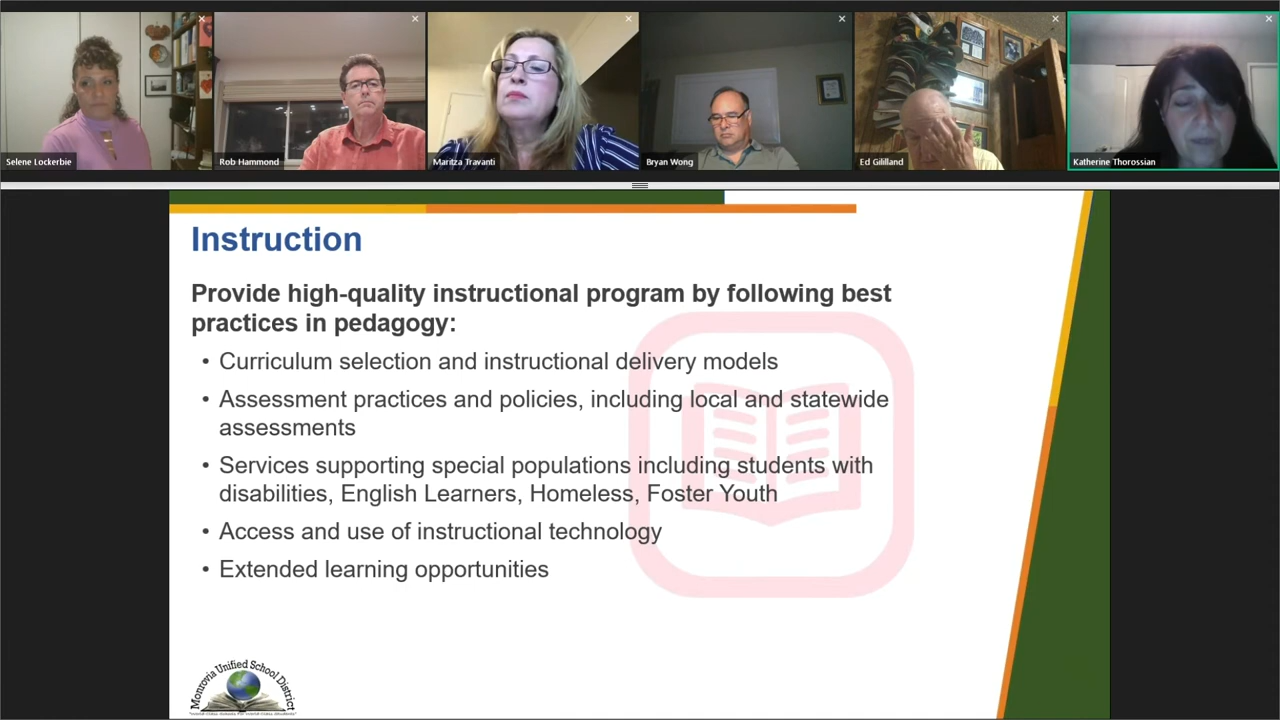 Selene Lockerbie
Rob Hammond
Maritza Travanti
Bryan Wong
Ed Gililland
Katherine Thorossian
Instruction
Provide high-quality instructional program by following best
practices in pedagogy:
• Curriculum selection and instructional delivery models
• Assessment practices and policies, including local and statewide
assessments
• Services supporting special populations including students with
disabilities, English Learners, Homeless, Foster Youth
• Access and use of instructional technology
• Extended learning opportunities
Monrovia Unified School District